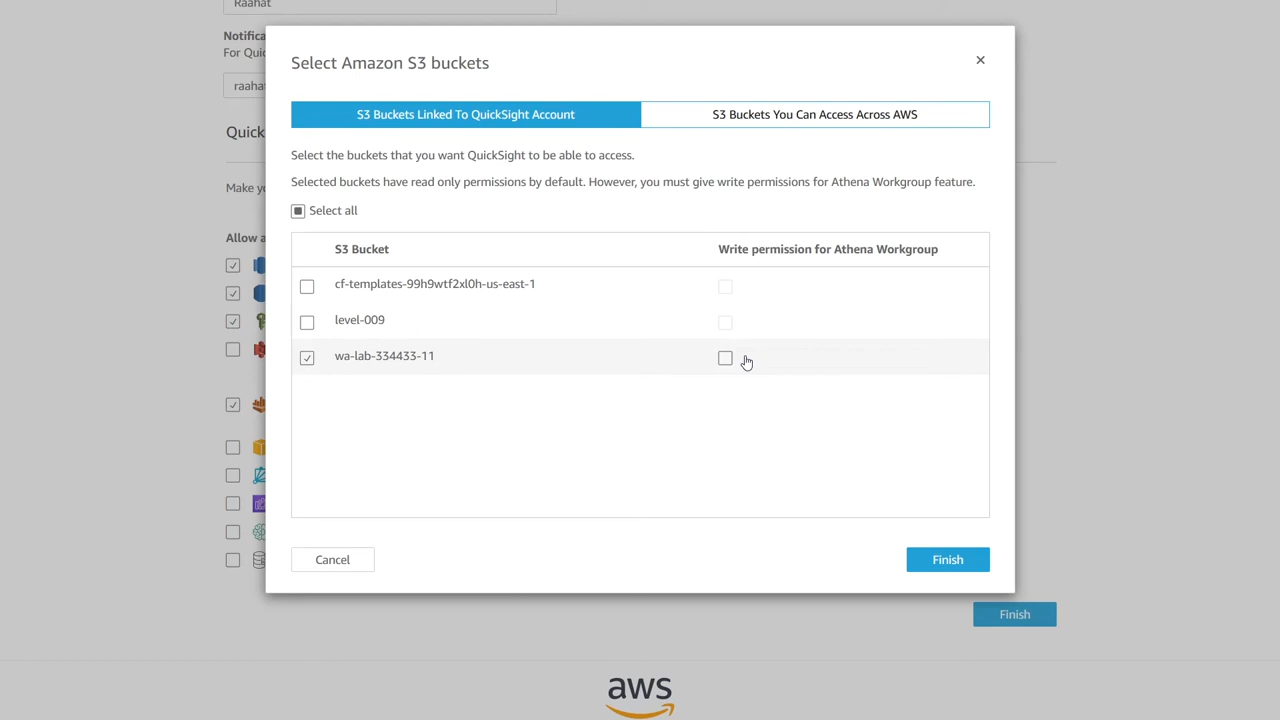 Raahat
Notifica
For Quic
raahat
Quick
Make yo
Allow a
Select Amazon S3 buckets
S3 Buckets Linked To QuickSight Account
S3 Buckets You Can Access Across AWS
Select the buckets that you want QuickSight to be able to access.
Selected buckets have read only permissions by default. However, you must give write permissions for Athena Workgroup feature.
Select all
S3 Bucket
Write permission for Athena Workgroup
cf-templates-99h9wtf2xl0h-us-east-1
level-009
wa-lab-334433-11
Cancel
Finish
Finish
aws